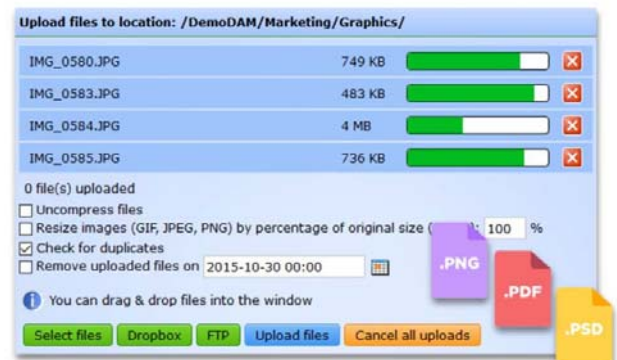 Upload files to location: /DemoDAM/Marketing/Graphics/
IMG_0580.JPG 749 KB
IMG_0583.JPG 483 KB
IMG_0584.JPG 4 MB
IMG_0585.JPG 736 KB
0 file(s) uploaded
Uncompress files
Resize images (GIF, JPEG, PNG) by percentage of original size ( ): 100 %
Check for duplicates
Remove uploaded files on 2015-10-30 00:00
i You can drag & drop files into the window
Select files Dropbox FTP Upload files Cancel all uploads
.PNG
.PDF
.PSD